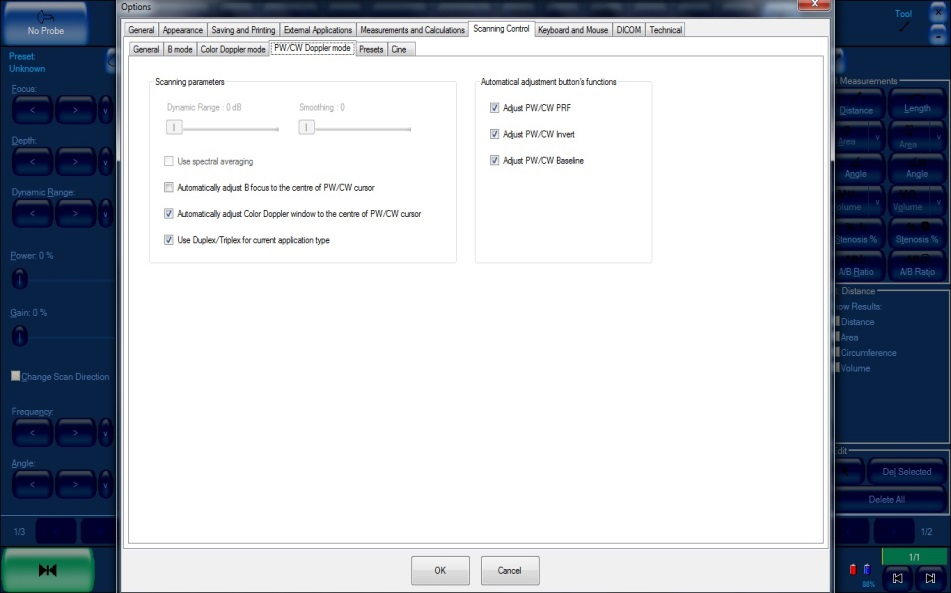 Options
No Probe
Tool
General Appearance Saving and Printing External Applications Measurements and Calculations Scanning Control Keyboard and Mouse DICOM Technical
General B mode Color Doppler mode PW/CW Doppler mode Presets Cine
Preset:
Unknown
Focus:
< > v
Depth:
< > v
Dynamic Range:
< > v
Power: 0 %
Gain: 0 %
Change Scan Direction
Frequency:
< > v
Angle:
< > v
1/3
Scanning parameters
Dynamic Range : 0 dB Smoothing : 0
Use spectral averaging
Automatically adjust B focus to the centre of PW/CW cursor
Automatically adjust Color Doppler window to the centre of PW/CW cursor
Use Duplex/Triplex for current application type
Automatical adjustment button's functions
Adjust PW/CW PRF
Adjust PW/CW Invert
Adjust PW/CW Baseline
OK Cancel
Measurements
Distance Length
Area Area
Angle Angle
Volume
Stenosis % Stenosis %
A/B Ratio A/B Ratio
Distance
Results:
Distance
Area
Circumference
Volume
Del Selected
Delete All
1/2
1/1
88%